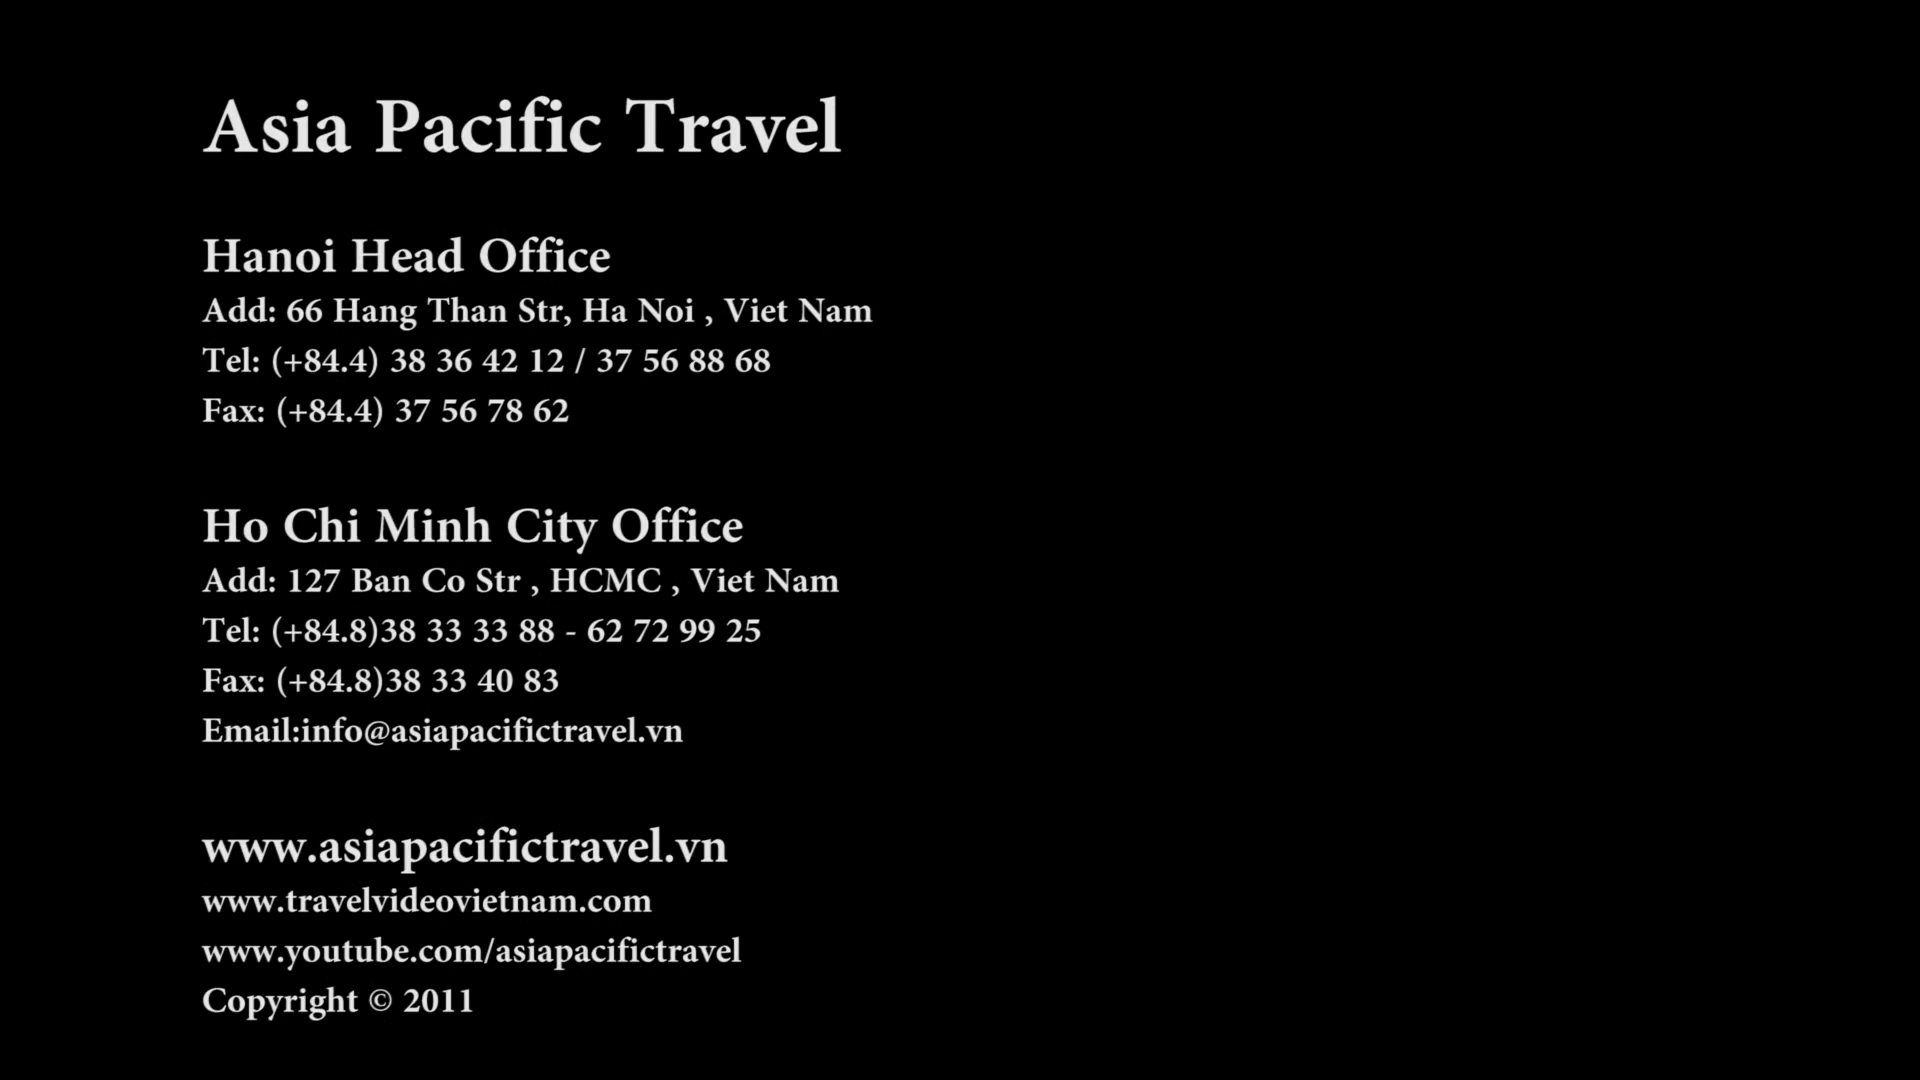 Asia Pacific Travel
Hanoi Head Office
Add: 66 Hang Than Str, Ha Noi , Viet Nam
Tel: (+84.4) 38 36 42 12 / 37 56 88 68
Fax: (+84.4) 37 56 78 62
Ho Chi Minh City Office
Add: 127 Ban Co Str , HCMC , Viet Nam
Tel: (+84.8)38 33 33 88 - 62 72 99 25
Fax: (+84.8)38 33 40 83
Email:info@asiapacifictravel.vn
www.asiapacifictravel.vn
www.travelvideovietnam.com
www.youtube.com/asiapacifictravel
Copyright © 2011